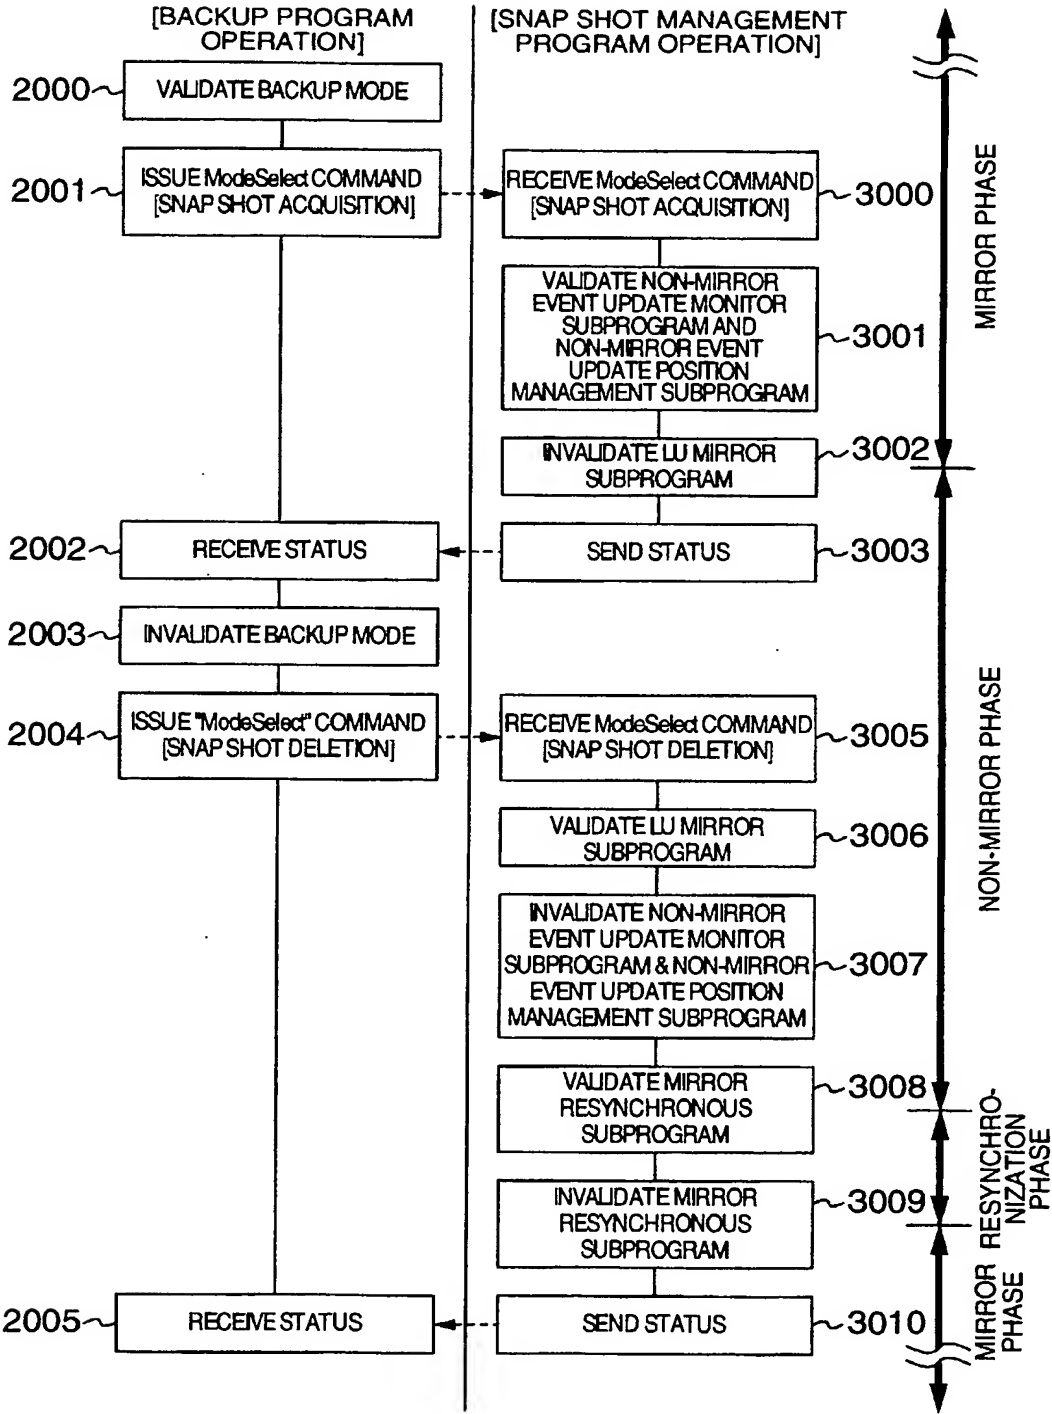 [BACKUP PROGRAM
OPERATION]
[SNAP SHOT MANAGEMENT
PROGRAM OPERATION]
2000
VALIDATE BACKUP MODE
2001
ISSUE ModeSelect COMMAND
[SNAP SHOT ACQUISITION]
RECEIVE ModeSelect COMMAND
[SNAP SHOT ACQUISITION]
3000
VALIDATE NON-MIRROR
EVENT UPDATE MONITOR
SUBPROGRAM AND
NON-MIRROR EVENT
UPDATE POSITION
MANAGEMENT SUBPROGRAM
3001
INVALIDATE LU MIRROR
SUBPROGRAM
3002
MIRROR PHASE
2002
RECEIVE STATUS
SEND STATUS
3003
2003
INVALIDATE BACKUP MODE
2004
ISSUE "ModeSelect" COMMAND
[SNAP SHOT DELETION]
RECEIVE ModeSelect COMMAND
[SNAP SHOT DELETION]
3005
VALIDATE LU MIRROR
SUBPROGRAM
3006
INVALIDATE NON-MIRROR
EVENT UPDATE MONITOR
SUBPROGRAM & NON-MIRROR
EVENT UPDATE POSITION
MANAGEMENT SUBPROGRAM
3007
NON-MIRROR PHASE
VALIDATE MIRROR
RESYNCHRONOUS
SUBPROGRAM
3008
INVALIDATE MIRROR
RESYNCHRONOUS
SUBPROGRAM
3009
RESYNCHRO-
NIZATION
PHASE
2005
RECEIVE STATUS
SEND STATUS
3010
MIRROR
PHASE